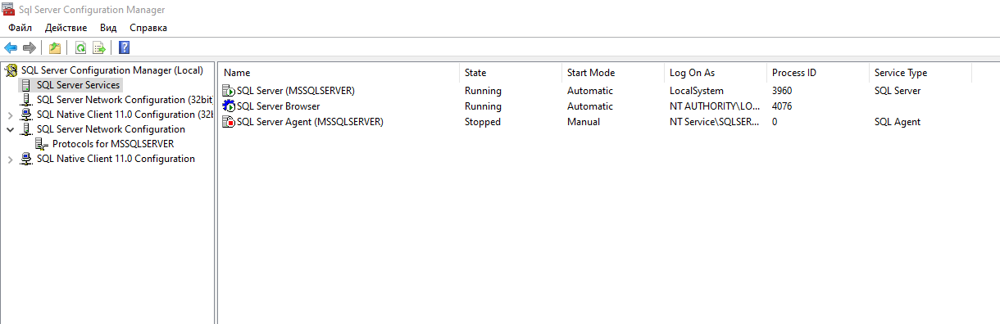 Sql Server Configuration Manager
Файл Действие Вид Справка
SQL Server Configuration Manager (Local)
SQL Server Services
SQL Server Network Configuration (32bit
SQL Native Client 11.0 Configuration (32b
SQL Server Network Configuration
Protocols for MSSQLSERVER
SQL Native Client 11.0 Configuration
Name State Start Mode Log On As Process ID Service Type
SQL Server (MSSQLSERVER) Running Automatic LocalSystem 3960 SQL Server
SQL Server Browser Running Automatic NT AUTHORITY\LO... 4076
SQL Server Agent (MSSQLSERVER) Stopped Manual NT Service\SQLSER... 0 SQL Agent